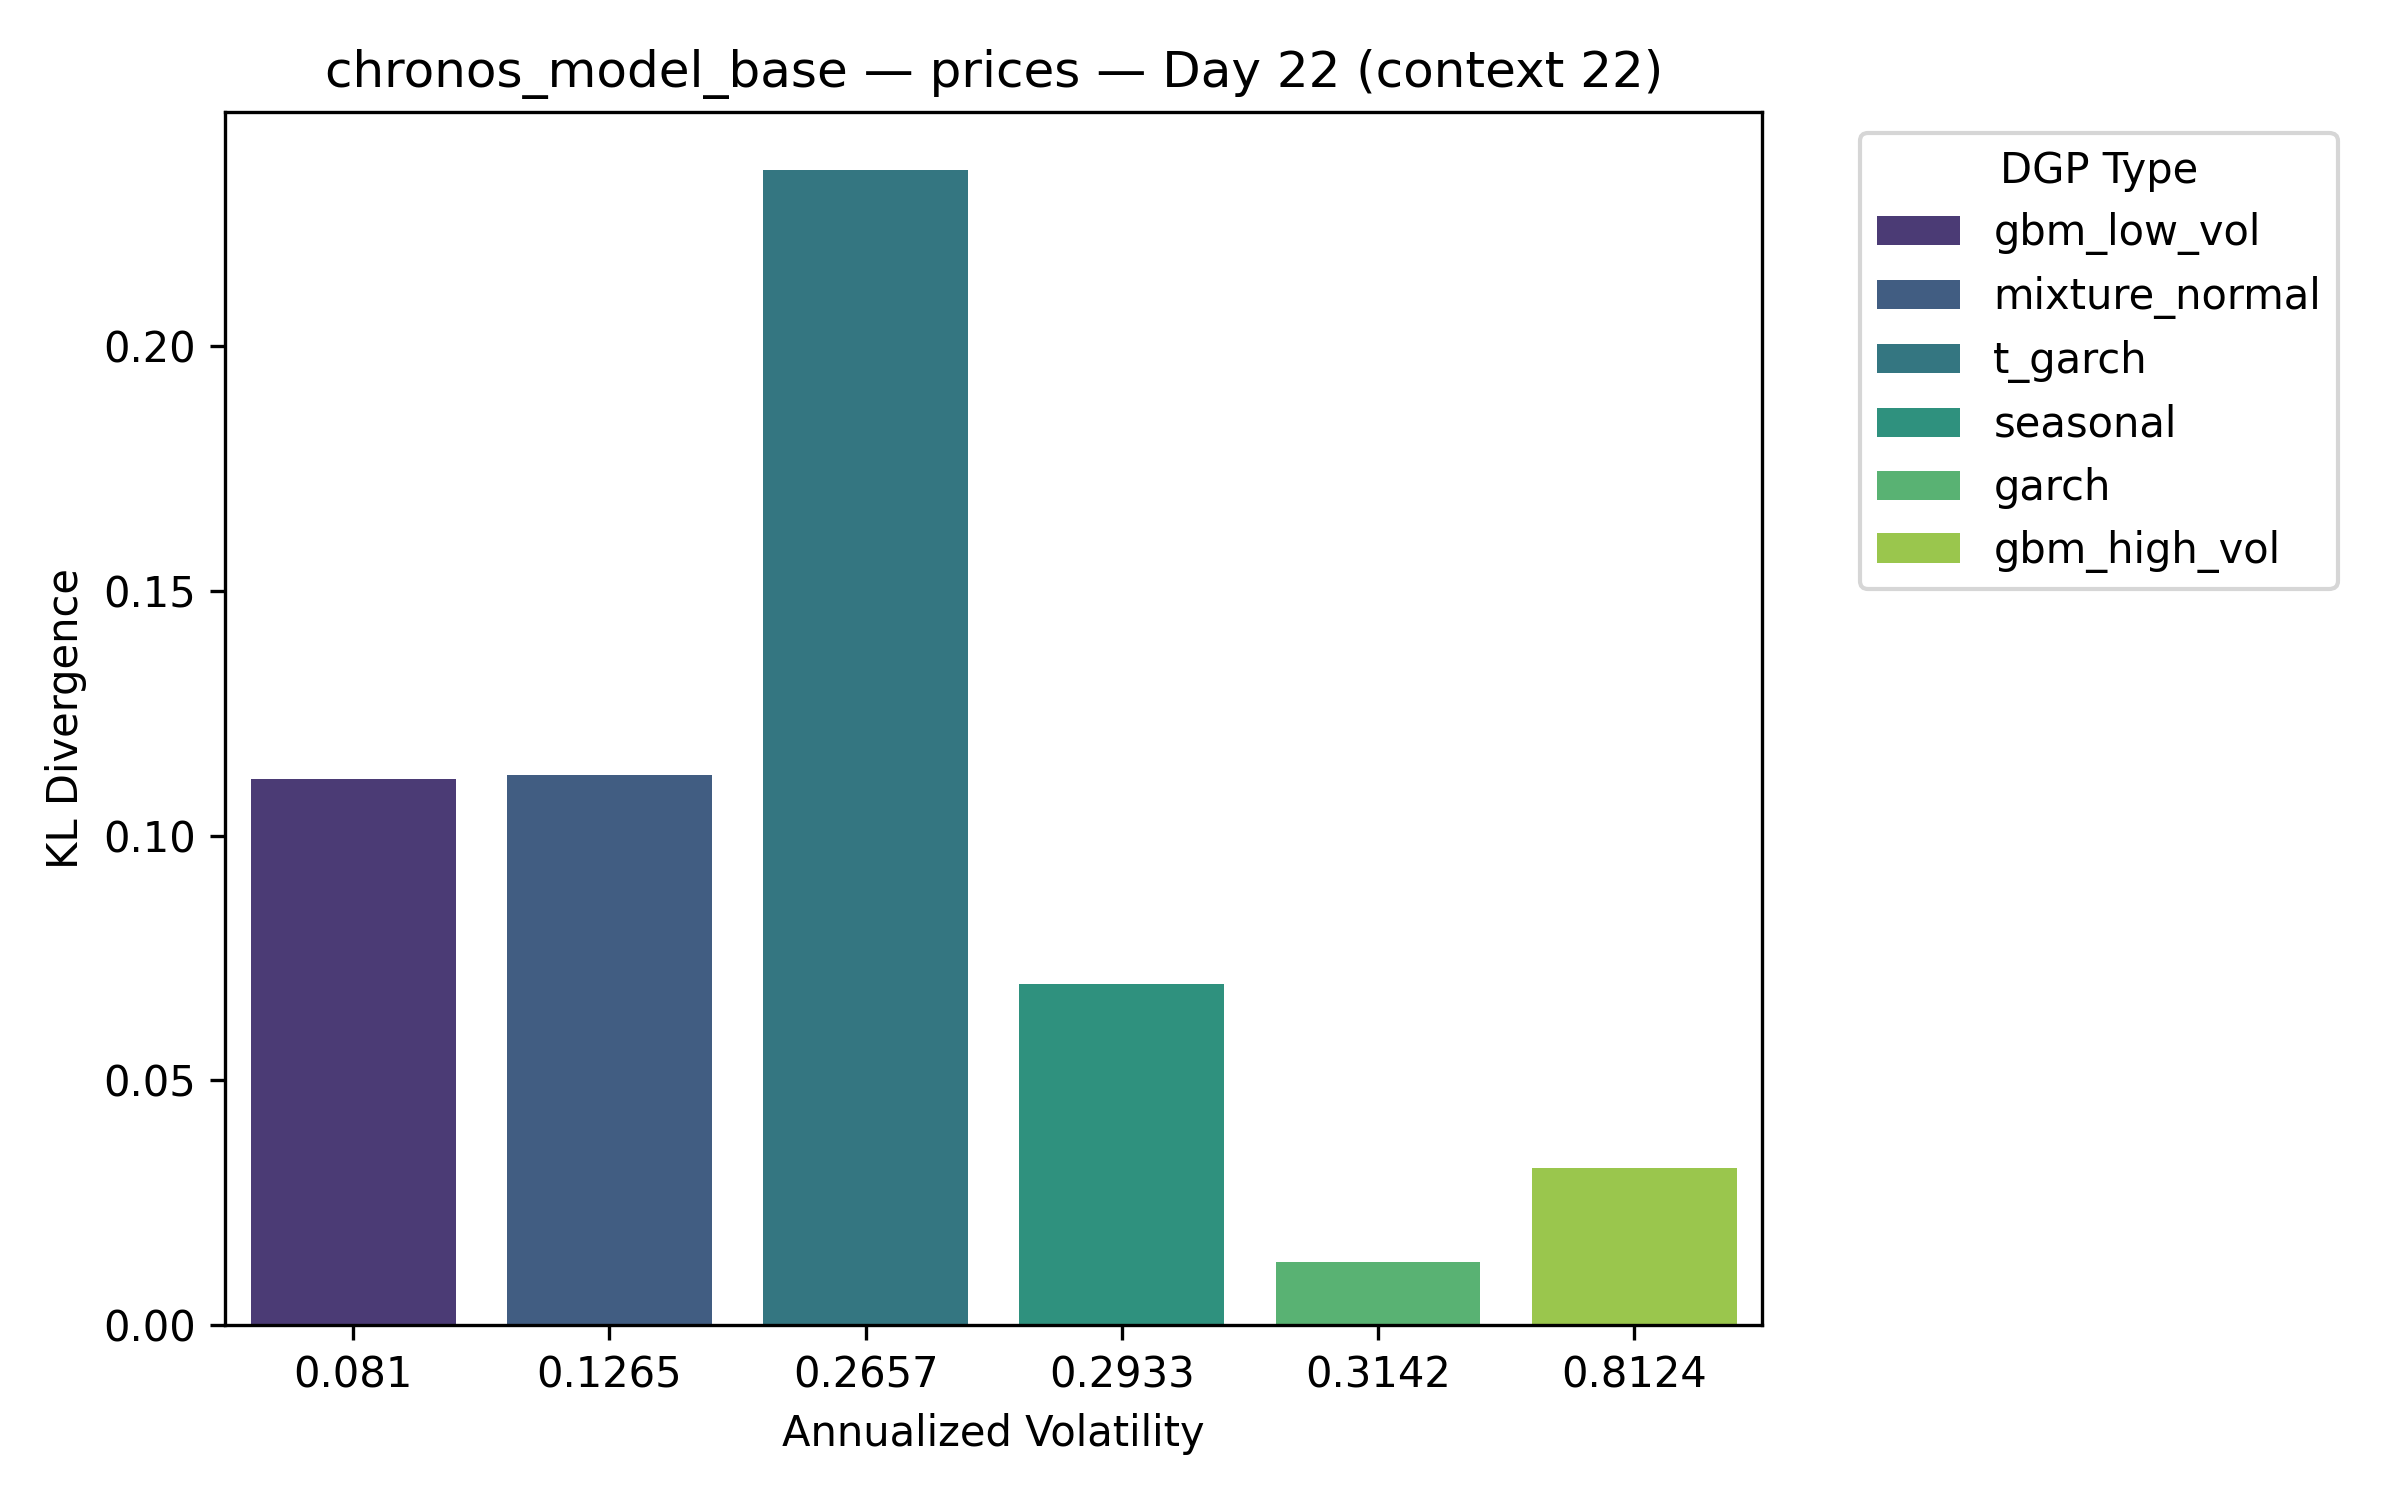 chronos_model_base — prices — Day 22 (context 22)
KL Divergence
0.20
0.15
0.10
0.05
0.00
0.081
0.1265
0.2657
0.2933
0.3142
0.8124
Annualized Volatility
DGP Type
gbm_low_vol
mixture_normal
t_garch
seasonal
garch
gbm_high_vol